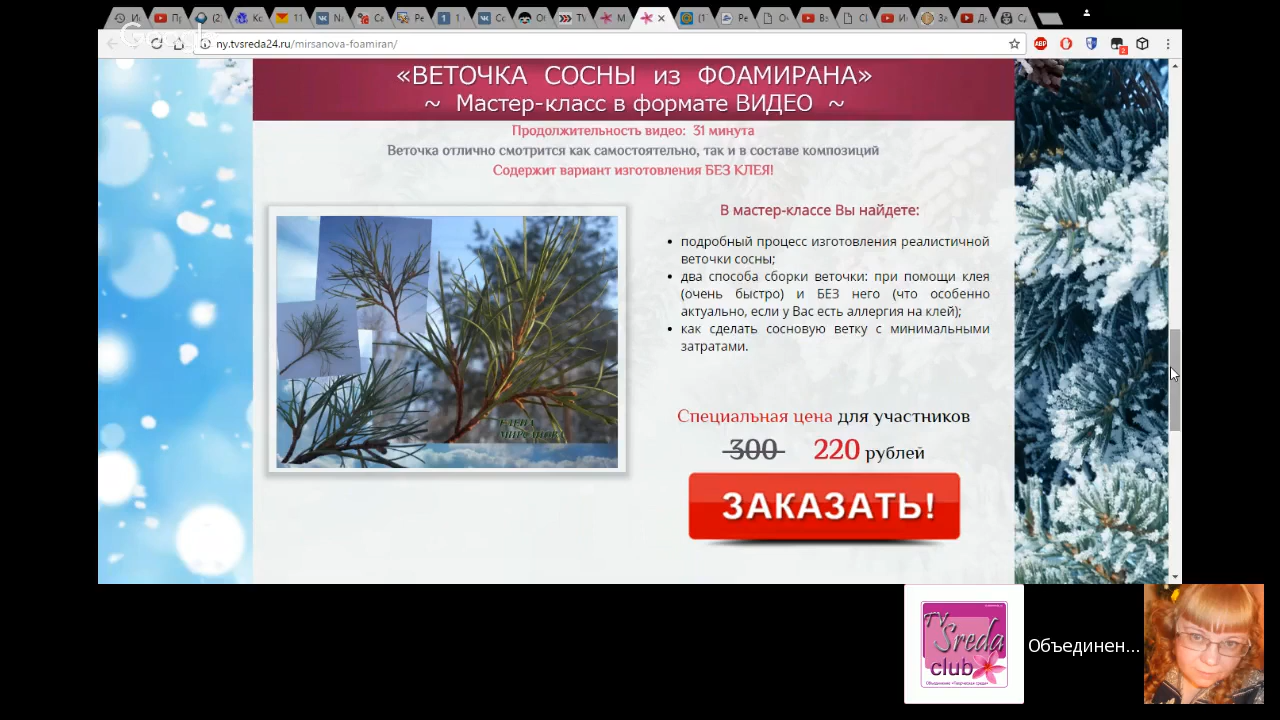 Google
ny.tvsreda24.ru/mirsanova-foamiran/
«ВЕТОЧКА СОСНЫ из ФОАМИРАНА»
~ Мастер-класс в формате ВИДЕО ~
Продолжительность видео: 31 минута
Веточка отлично смотрится как самостоятельно, так и в составе композиций
Содержит вариант изготовления БЕЗ КЛЕЯ!
В мастер-классе Вы найдете:
подробный процесс изготовления реалистичной
веточки сосны;
два способа сборки веточки: при помощи клея
(очень быстро) и БЕЗ него (что особенно
актуально, если у Вас есть аллергия на клей);
как сделать сосновую ветку с минимальными
затратами.
Специальная цена для участников
300 220 рублей
ЗАКАЗАТЬ!
TV
Sreda
club
Объединен...